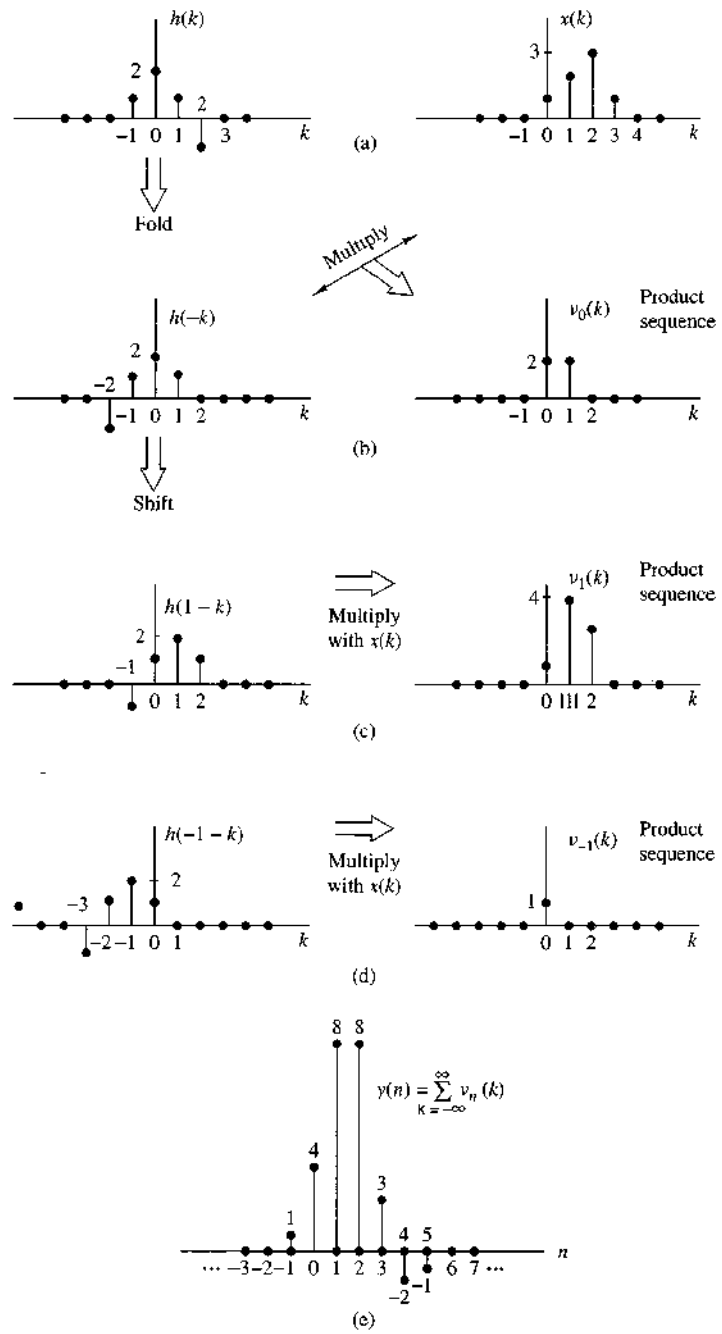 h(k)
x(k)
2
2
3
−1 0 1 3 k
−1 0 1 2 3 4 k
(a)
Fold
Multiply
h(−k)
ν₀(k)
Product
sequence
2
−2
2
−1 0 1 2 k
−1 0 1 2 k
(b)
Shift
h(1 − k)
2
−1
0 1 2 k
Multiply
with x(k)
ν₁(k)
Product
sequence
4
0 1 2 k
(c)
h(−1 − k)
2
−3
−2 −1 0 1 k
Multiply
with x(k)
ν₋₁(k)
Product
sequence
1
0 1 2 k
(d)
8 8
y(n) = ∑ νₙ (k)
∞
K = −∞
4
3
1
4 5
n
··· −3 −2 −1 0 1 2 3 6 7 ···
−2 −1
(e)